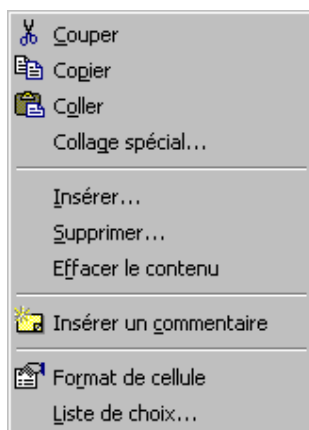 Couper
Copier
Coller
Collage spécial...
Insérer...
Supprimer...
Effacer le contenu
Insérer un commentaire
Format de cellule
Liste de choix...